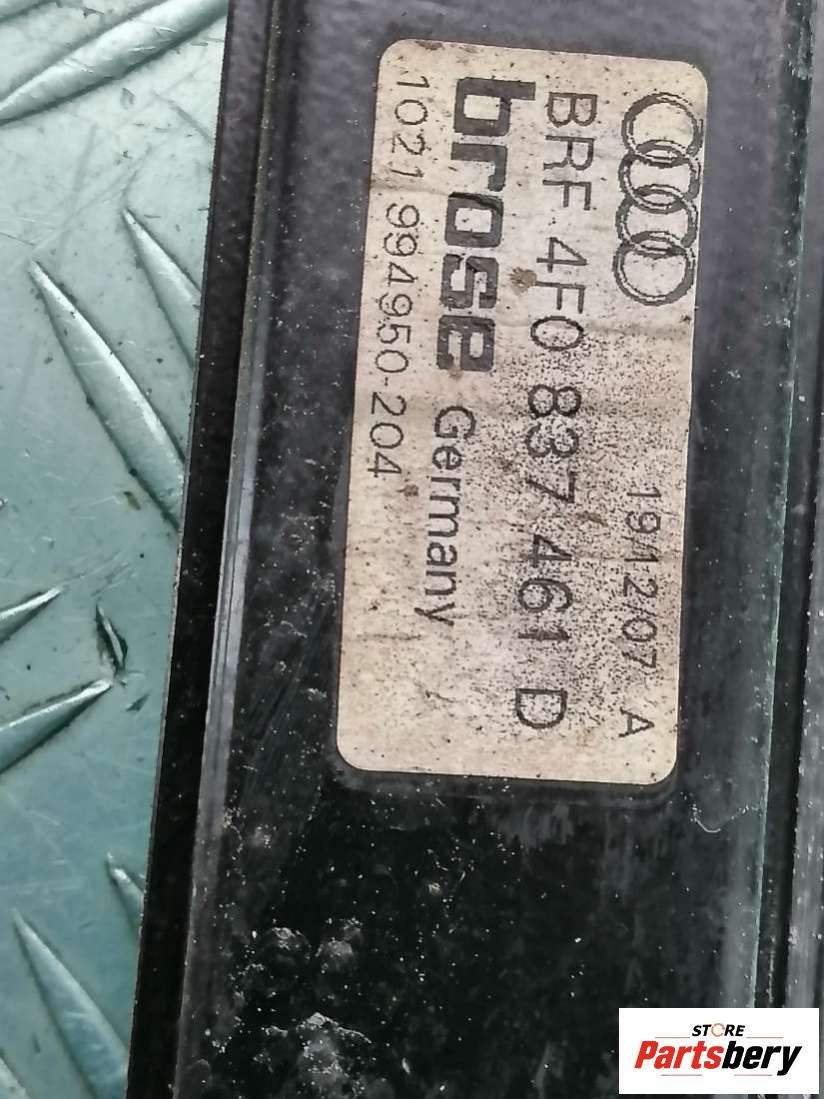 19/12/07 A
BRF 4F0 837 461 D
brose Germany
1021 994950-204
STORE
Partsbery